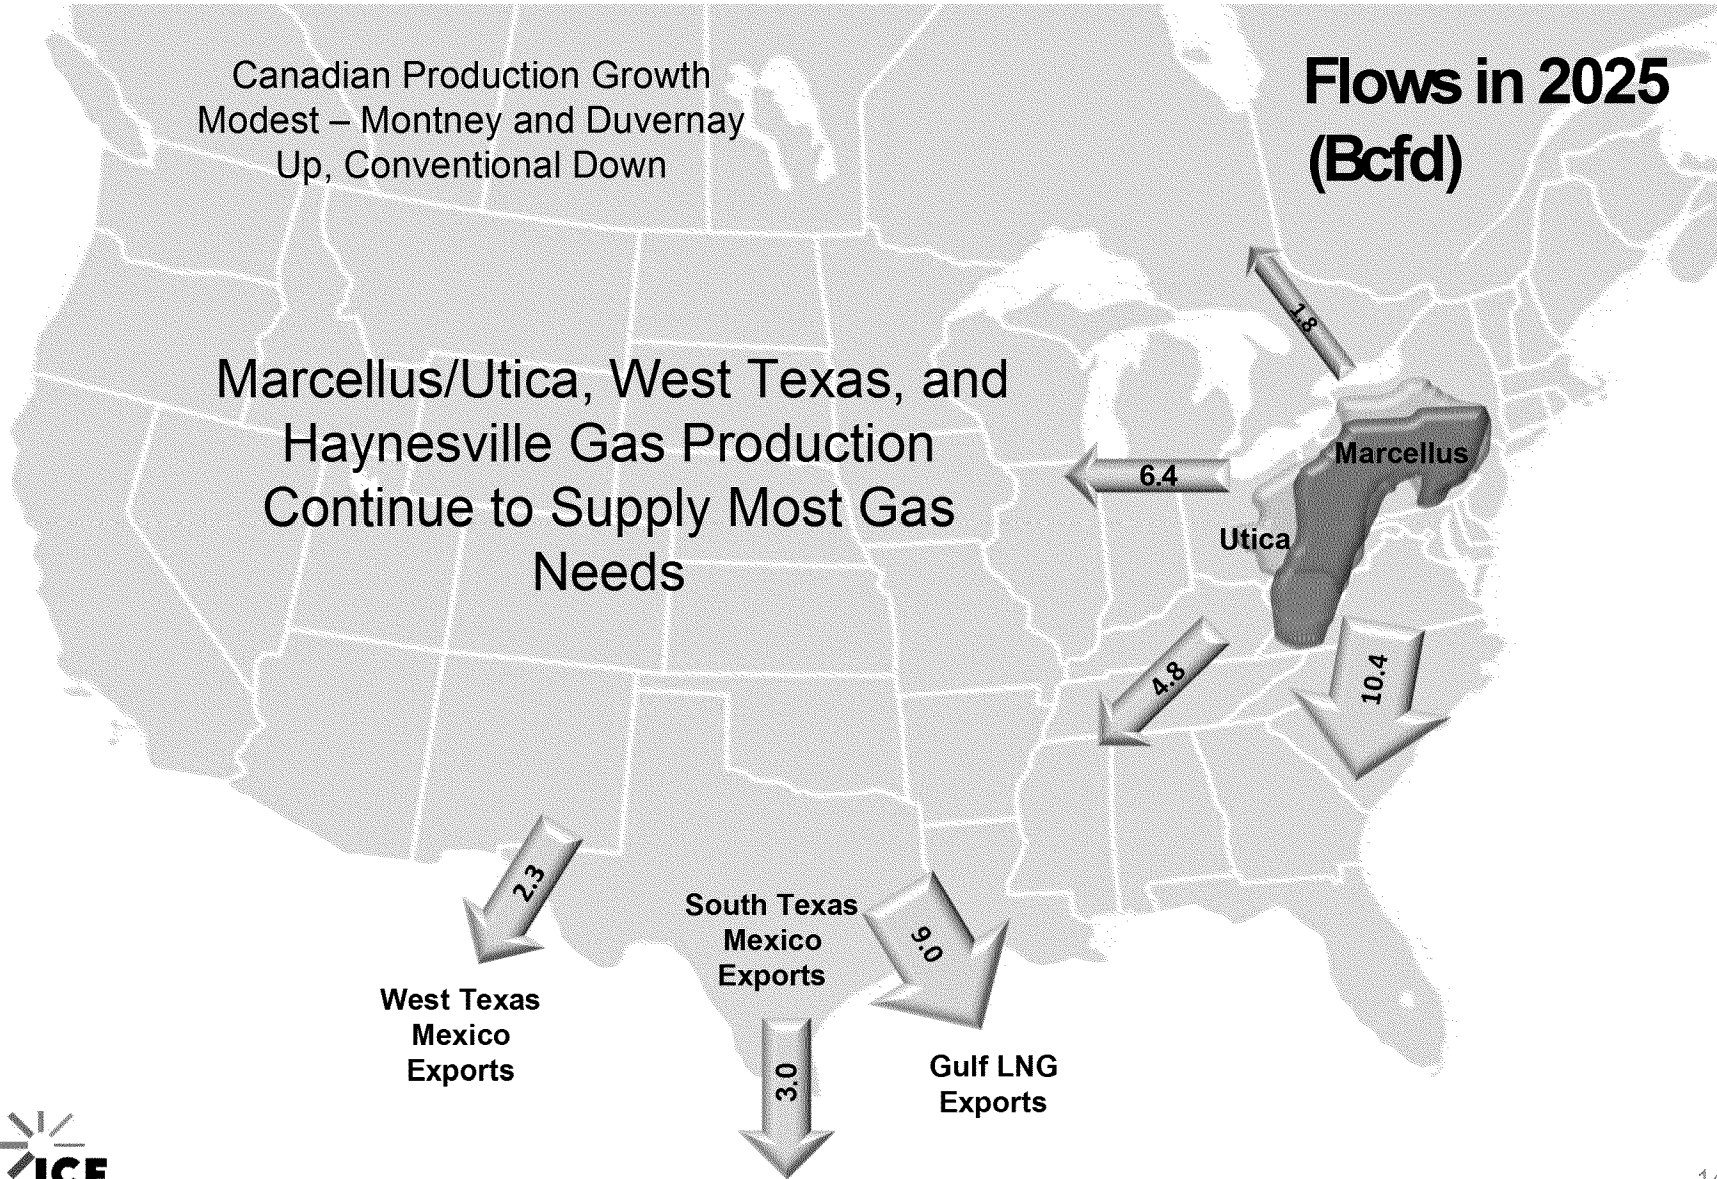 Canadian Production Growth
Modest – Montney and Duvernay
Up, Conventional Down
Flows in 2025
(Bcfd)
1.8
Marcellus/Utica, West Texas, and
Haynesville Gas Production
Continue to Supply Most Gas
Needs
Marcellus
6.4
Utica
4.8
10.4
2.3
South Texas
Mexico
Exports
9.0
West Texas
Mexico
Exports
3.0
Gulf LNG
Exports
ICF